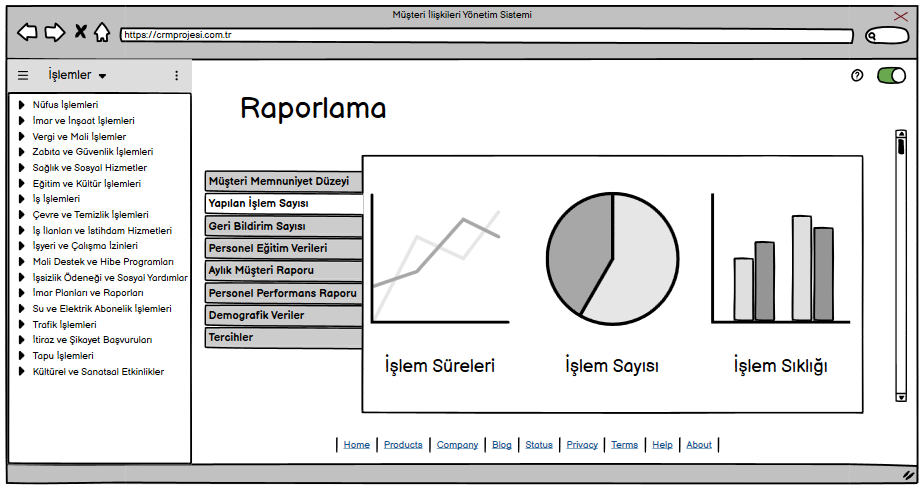 Müşteri İlişkileri Yönetim Sistemi
https://crmprojesi.com.tr
İşlemler
Nüfus İşlemleri
İmar ve İnşaat İşlemleri
Vergi ve Mali İşlemler
Zabıta ve Güvenlik İşlemleri
Sağlık ve Sosyal Hizmetler
Eğitim ve Kültür İşlemleri
İş İşlemleri
Çevre ve Temizlik İşlemleri
İş İlanları ve İstihdam Hizmetleri
İşyeri ve Çalışma İzinleri
Mali Destek ve Hibe Programları
İşsizlik Ödeneği ve Sosyal Yardımlar
İmar Planları ve Raporları
Su ve Elektrik Abonelik İşlemleri
Trafik İşlemleri
İtiraz ve Şikayet Başvuruları
Tapu İşlemleri
Kültürel ve Sanatsal Etkinlikler
Raporlama
Müşteri Memnuniyet Düzeyi
Yapılan İşlem Sayısı
Geri Bildirim Sayısı
Personel Eğitim Verileri
Aylık Müşteri Raporu
Personel Performans Raporu
Demografik Veriler
Tercihler
İşlem Süreleri
İşlem Sayısı
İşlem Sıklığı
Home | Products | Company | Blog | Status | Privacy | Terms | Help | About